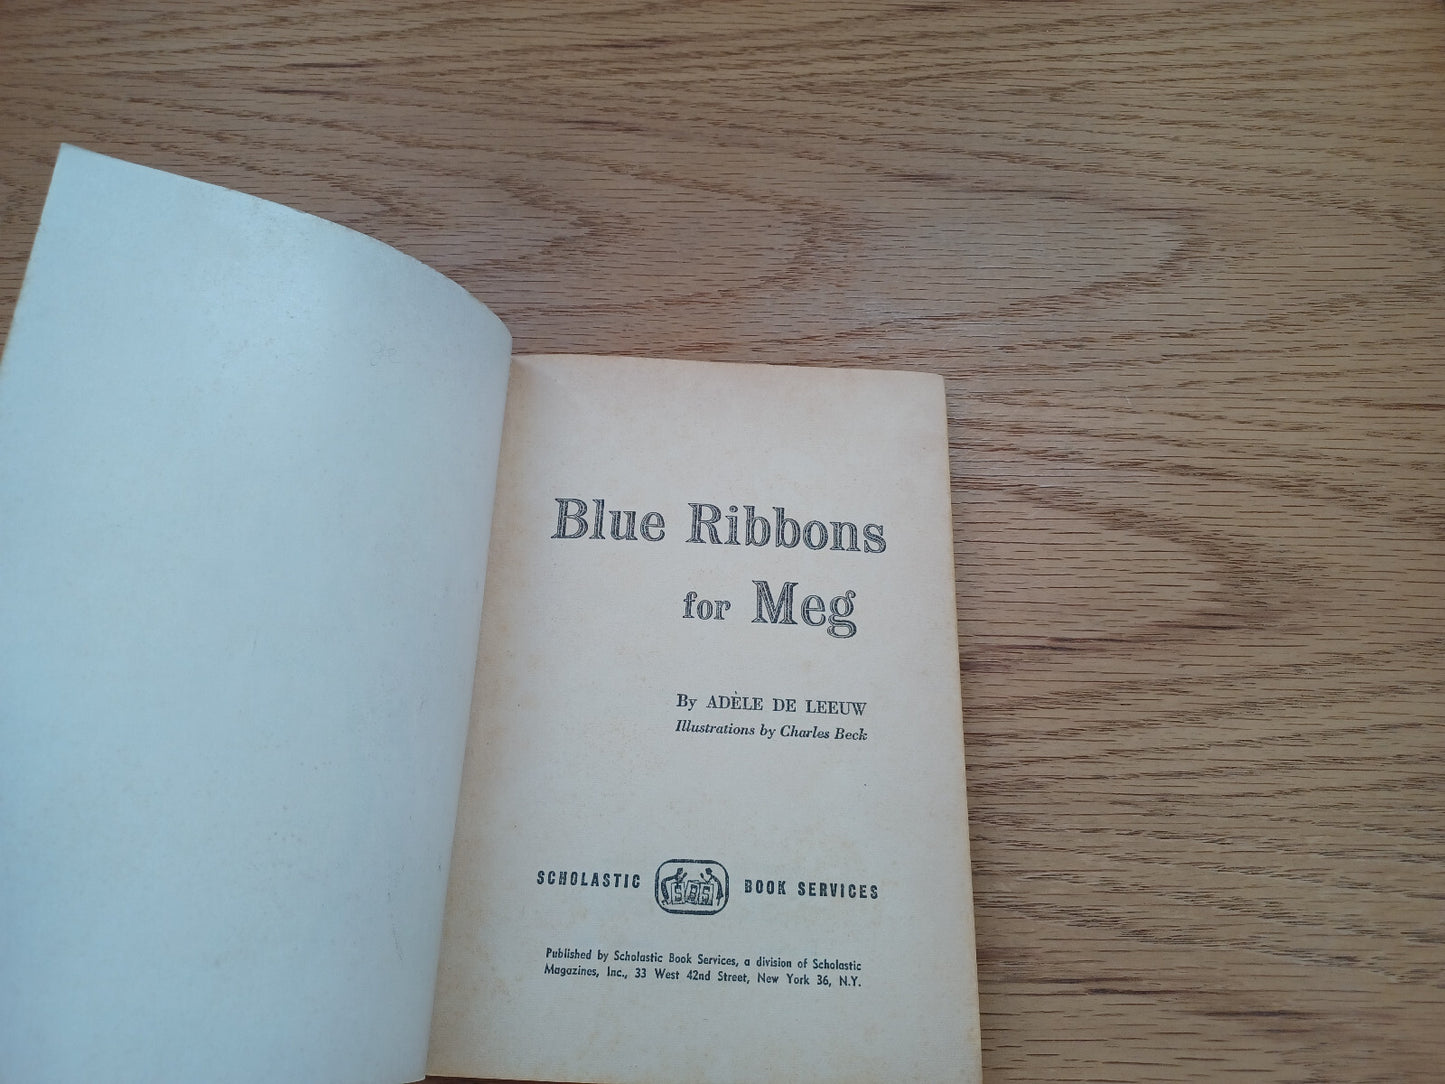 Blue Ribbons
for Meg
By ADÈLE DE LEEUW
Illustrations by Charles Beck
SCHOLASTIC SBS BOOK SERVICES
Published by Scholastic Book Services, a division of Scholastic
Magazines, Inc., 33 West 42nd Street, New York 36, N.Y.